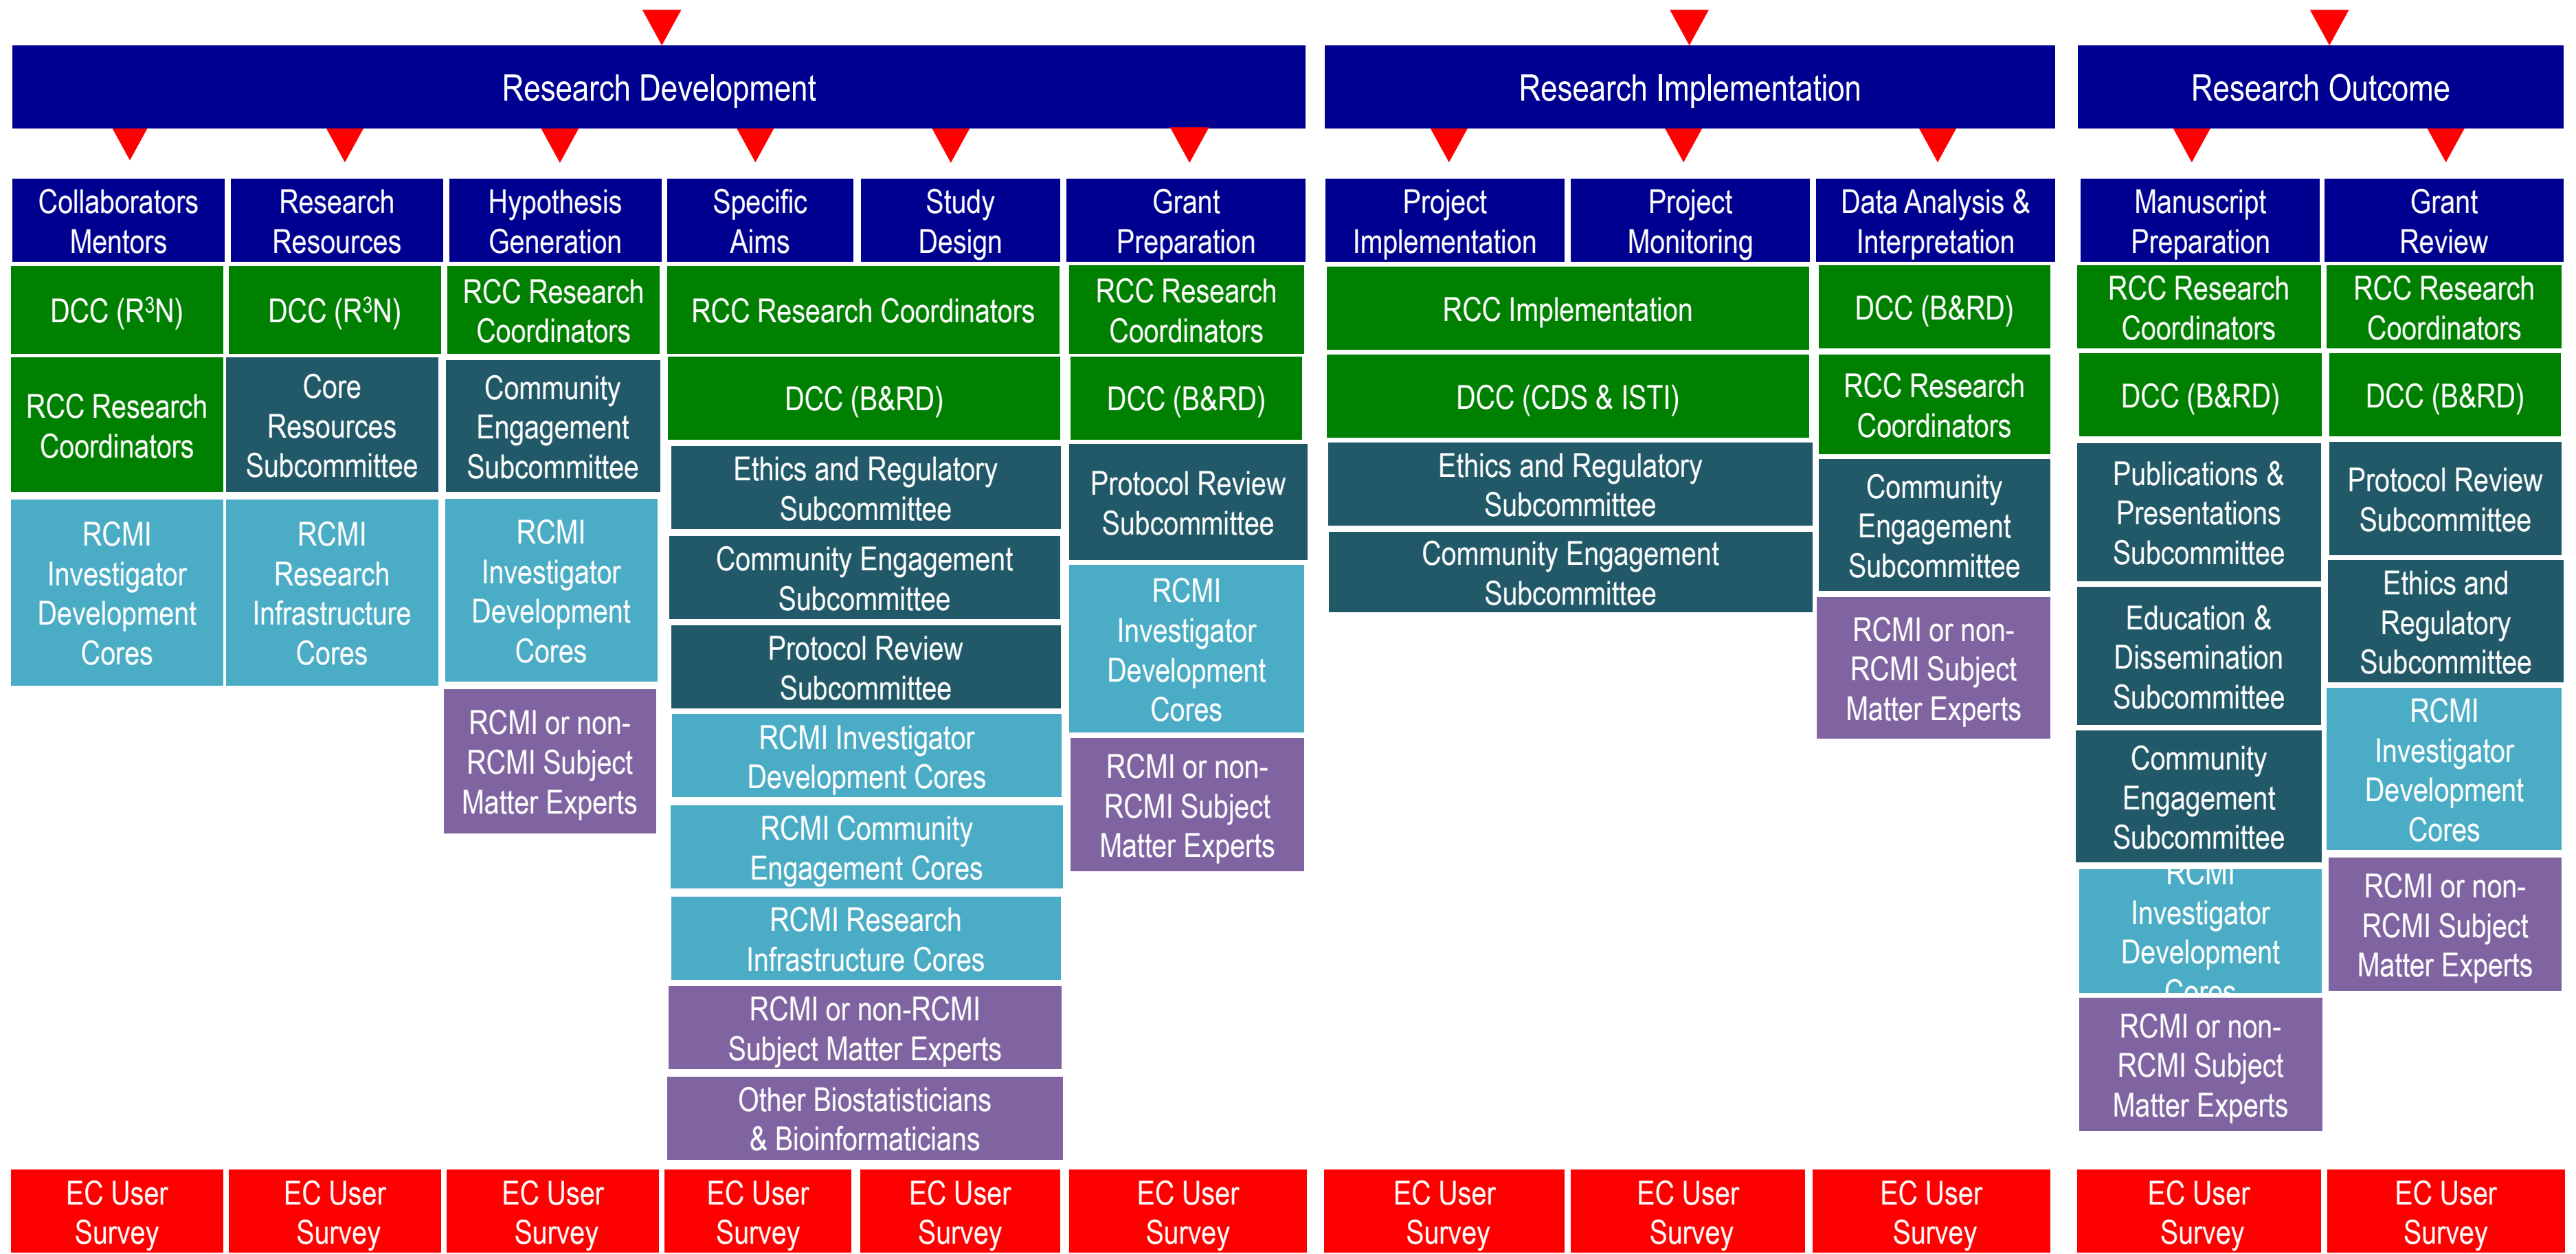 Research Development
Research Implementation
Research Outcome
Collaborators
Mentors
Research
Resources
Hypothesis
Generation
Specific
Aims
Study
Design
Grant
Preparation
Project
Implementation
Project
Monitoring
Data Analysis &
Interpretation
Manuscript
Preparation
Grant
Review
DCC (R³N)
RCC Research
Coordinators
RCMI
Investigator
Development
Cores
DCC (R³N)
Core
Resources
Subcommittee
RCMI
Research
Infrastructure
Cores
RCC Research
Coordinators
Community
Engagement
Subcommittee
RCMI
Investigator
Development
Cores
RCMI or non-
RCMI Subject
Matter Experts
RCC Research Coordinators
DCC (B&RD)
Ethics and Regulatory
Subcommittee
Community Engagement
Subcommittee
Protocol Review
Subcommittee
RCMI Investigator
Development Cores
RCMI Community
Engagement Cores
RCMI Research
Infrastructure Cores
RCMI or non-RCMI
Subject Matter Experts
Other Biostatisticians
& Bioinformaticians
RCC Research
Coordinators
DCC (B&RD)
Protocol Review
Subcommittee
RCMI
Investigator
Development
Cores
RCMI or non-
RCMI Subject
Matter Experts
RCC Implementation
DCC (CDS & ISTI)
Ethics and Regulatory
Subcommittee
Community Engagement
Subcommittee
DCC (B&RD)
RCC Research
Coordinators
Community
Engagement
Subcommittee
RCMI or non-
RCMI Subject
Matter Experts
RCC Research
Coordinators
DCC (B&RD)
Publications &
Presentations
Subcommittee
Education &
Dissemination
Subcommittee
Community
Engagement
Subcommittee
RCMI
Investigator
Development
Cores
RCMI or non-
RCMI Subject
Matter Experts
RCC Research
Coordinators
DCC (B&RD)
Protocol Review
Subcommittee
Ethics and
Regulatory
Subcommittee
RCMI
Investigator
Development
Cores
RCMI or non-
RCMI Subject
Matter Experts
EC User
Survey
EC User
Survey
EC User
Survey
EC User
Survey
EC User
Survey
EC User
Survey
EC User
Survey
EC User
Survey
EC User
Survey
EC User
Survey
EC User
Survey